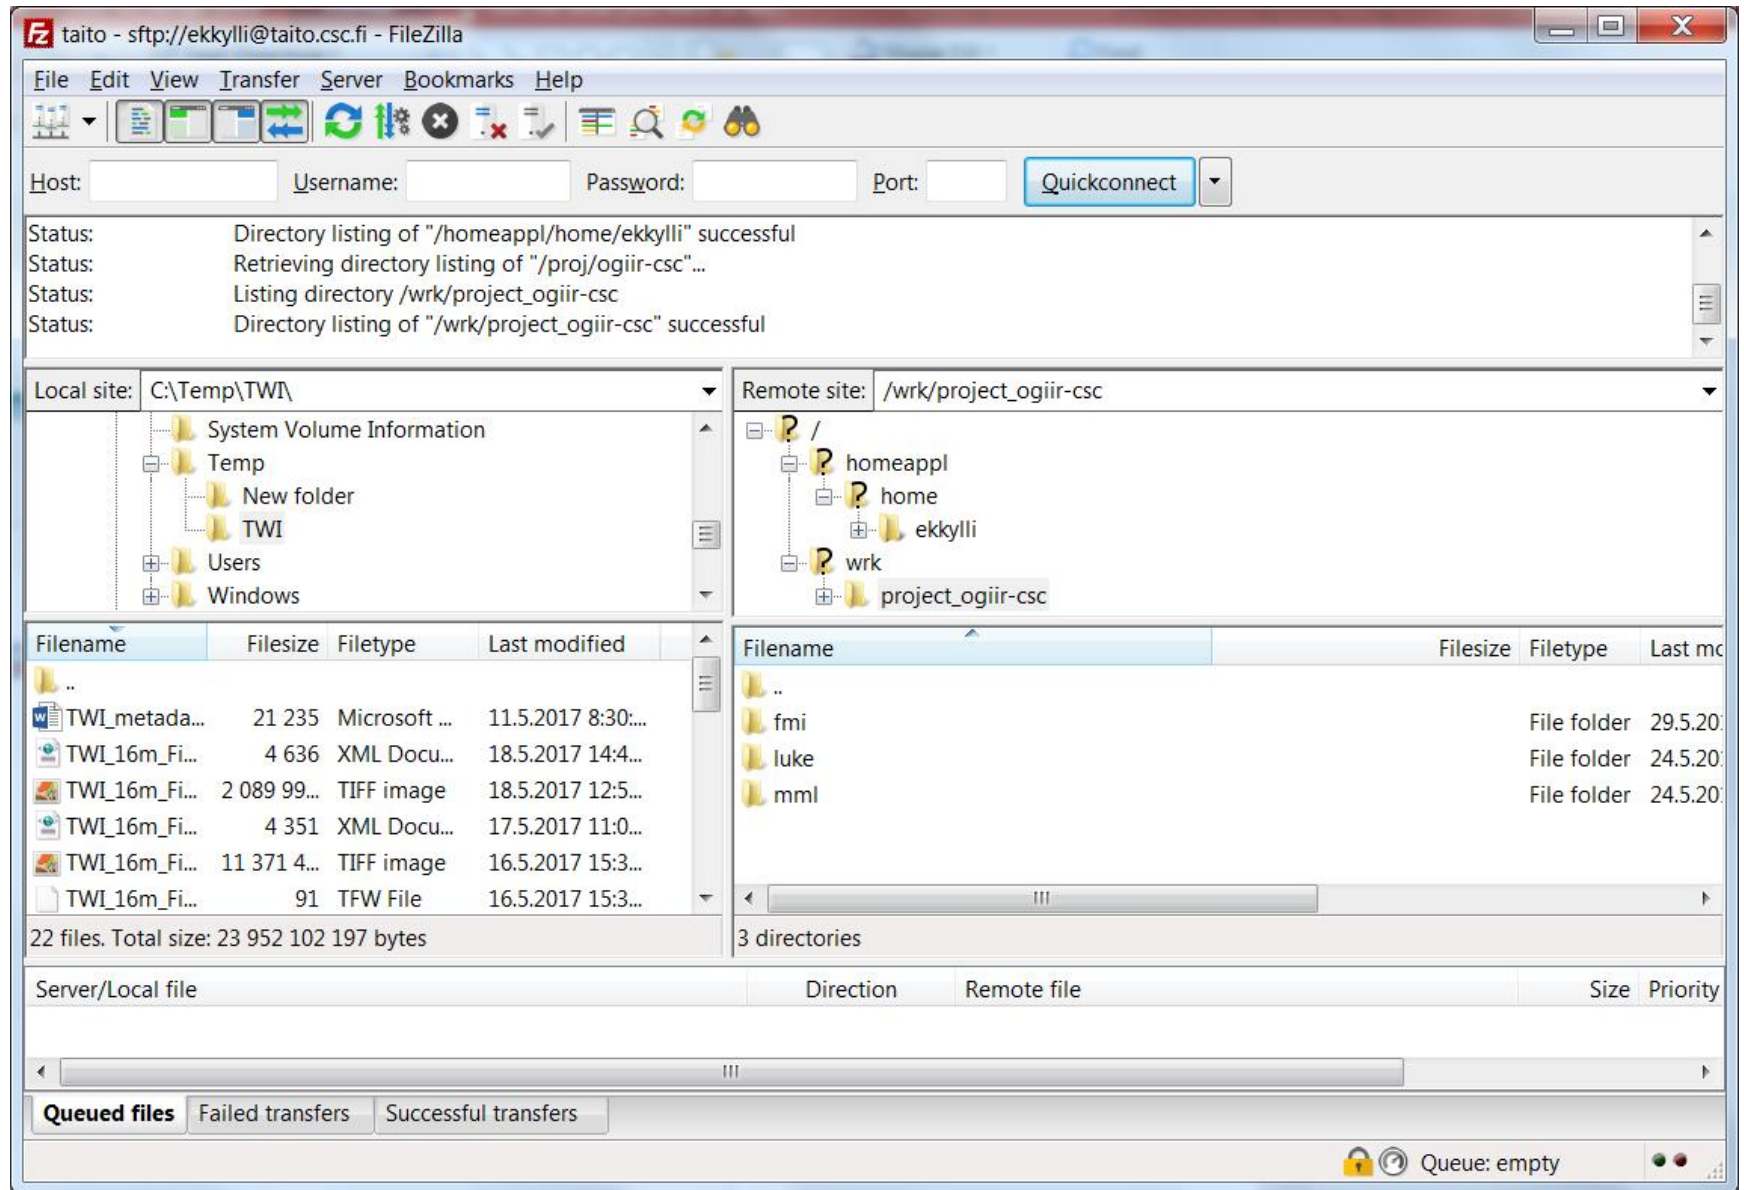 taito - sftp://ekkylli@taito.csc.fi - FileZilla
File Edit View Transfer Server Bookmarks Help
Host: Username: Password: Port: Quickconnect
Status: Directory listing of "/homeappl/home/ekkylli" successful
Status: Retrieving directory listing of "/proj/ogiir-csc"...
Status: Listing directory /wrk/project_ogiir-csc
Status: Directory listing of "/wrk/project_ogiir-csc" successful
Local site: C:\Temp\TWI\
System Volume Information
Temp
New folder
TWI
Users
Windows
Remote site: /wrk/project_ogiir-csc
/
homeappl
home
ekkylli
wrk
project_ogiir-csc
Filename Filesize Filetype Last modified
..
TWI_metada... 21 235 Microsoft ... 11.5.2017 8:30:...
TWI_16m_Fi... 4 636 XML Docu... 18.5.2017 14:4...
TWI_16m_Fi... 2 089 99... TIFF image 18.5.2017 12:5...
TWI_16m_Fi... 4 351 XML Docu... 17.5.2017 11:0...
TWI_16m_Fi... 11 371 4... TIFF image 16.5.2017 15:3...
TWI_16m_Fi... 91 TFW File 16.5.2017 15:3...
22 files. Total size: 23 952 102 197 bytes
Filename Filesize Filetype Last mo
..
fmi File folder 29.5.20
luke File folder 24.5.20
mml File folder 24.5.20
3 directories
Server/Local file Direction Remote file Size Priority
Queued files Failed transfers Successful transfers
Queue: empty